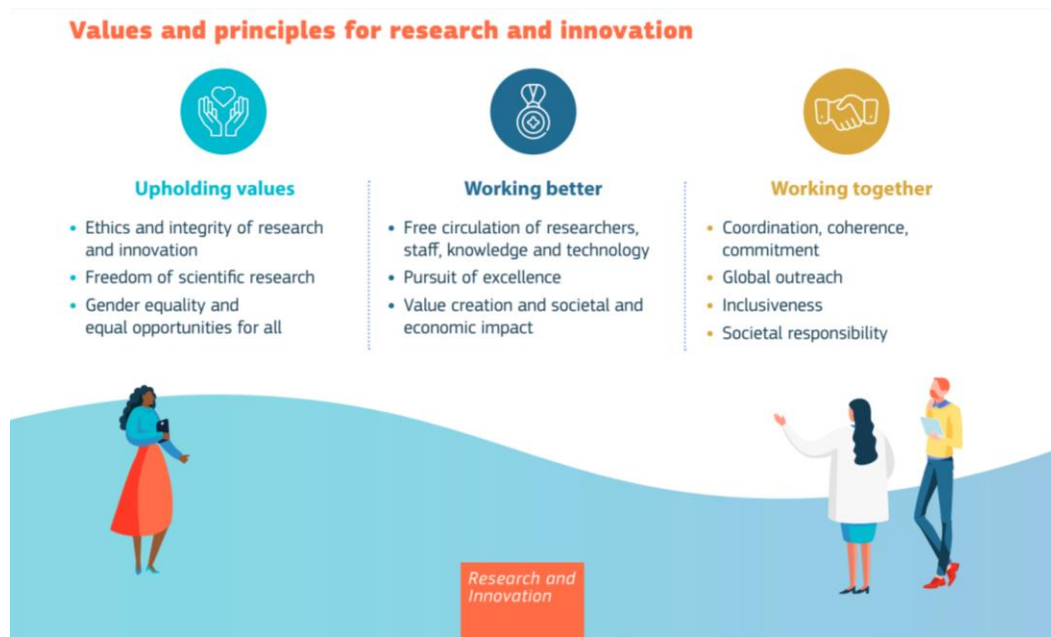 Values and principles for research and innovation
Upholding values
• Ethics and integrity of research
and innovation
• Freedom of scientific research
• Gender equality and
equal opportunities for all
Working better
• Free circulation of researchers,
staff, knowledge and technology
• Pursuit of excellence
• Value creation and societal and
economic impact
Working together
• Coordination, coherence,
commitment
• Global outreach
• Inclusiveness
• Societal responsibility
Research and
Innovation